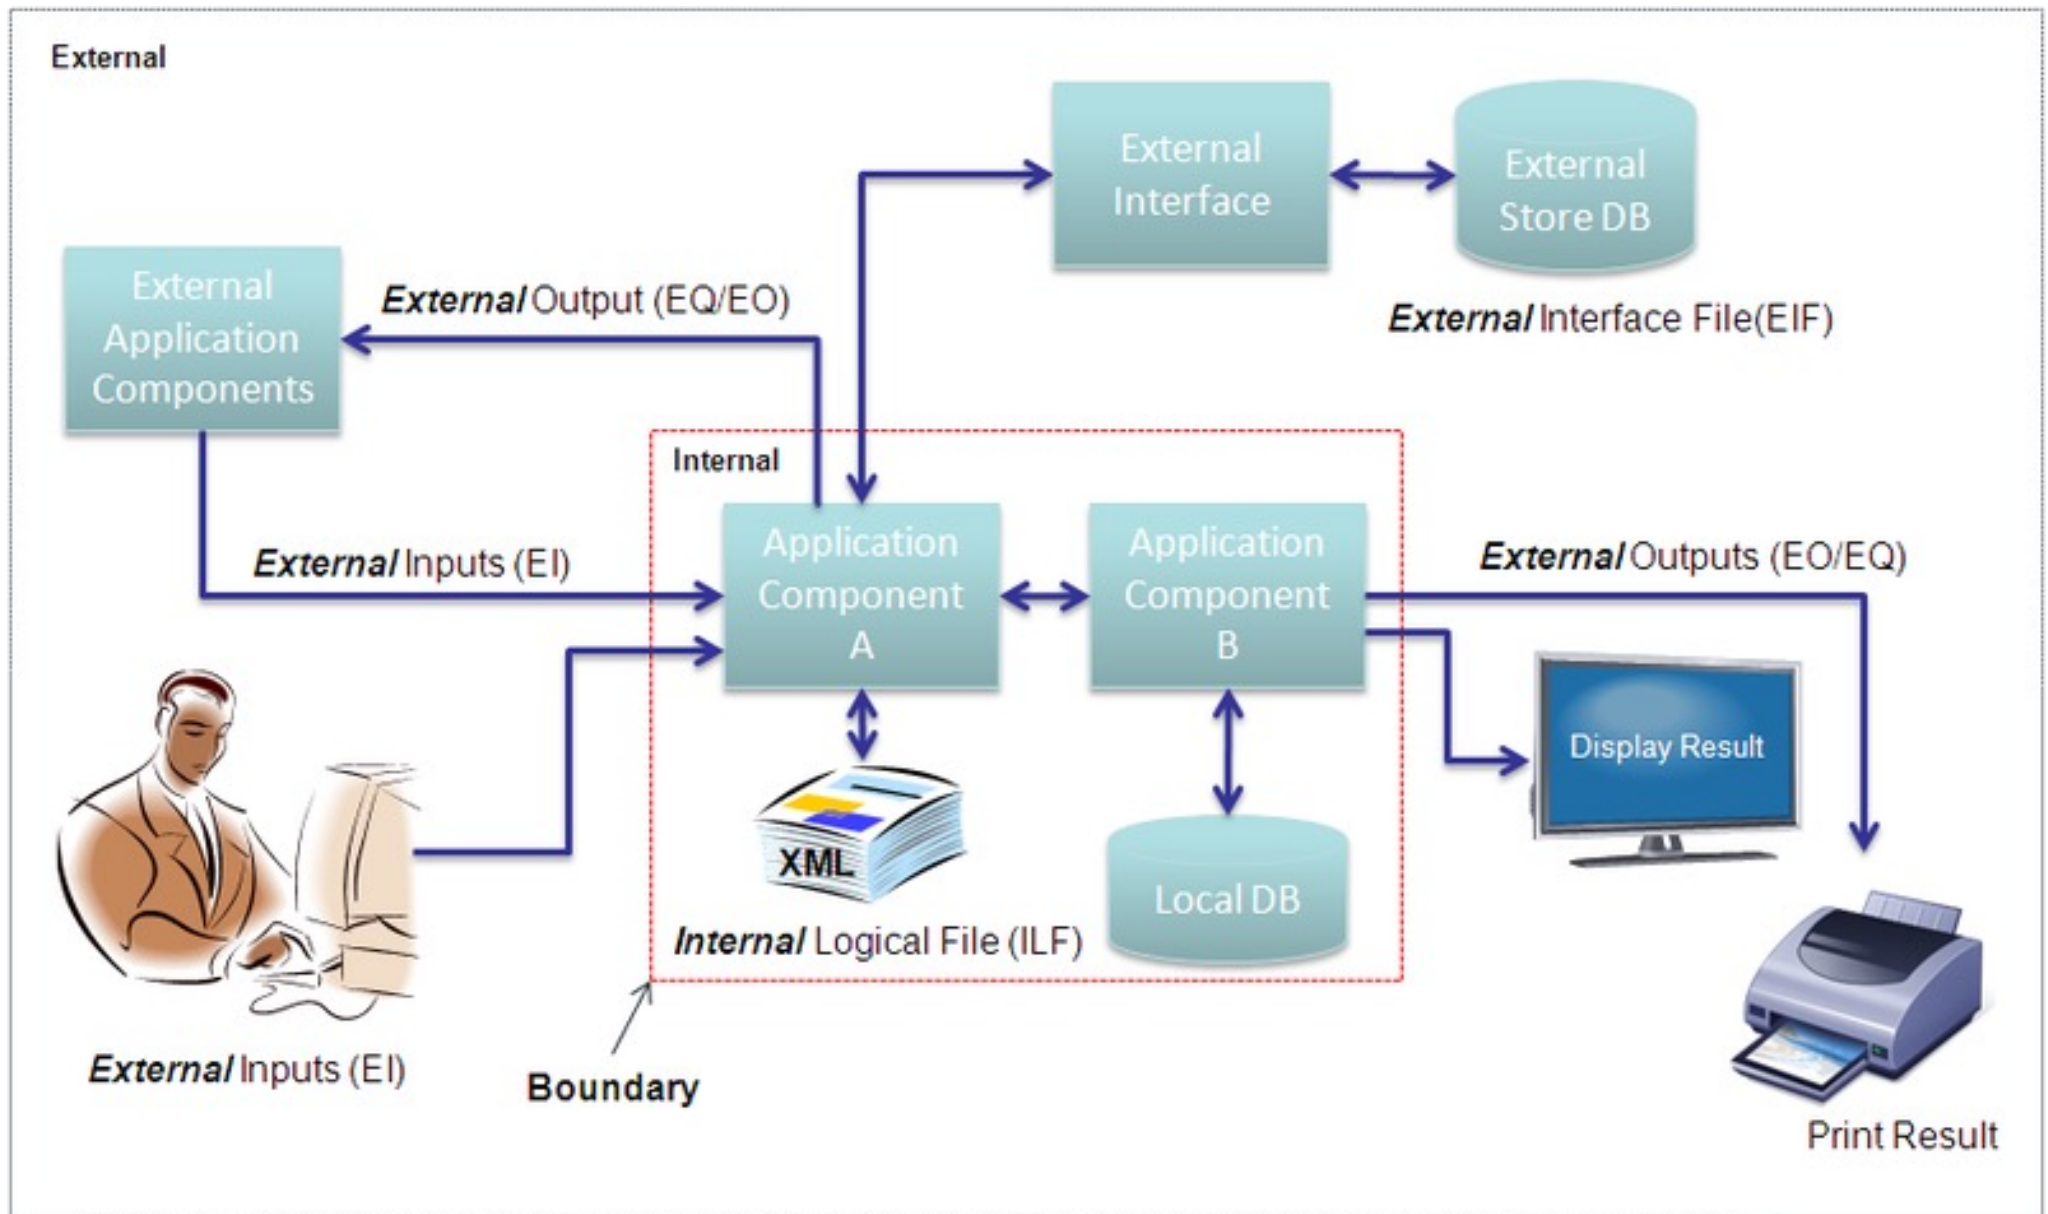 External
External
Interface
External
Store DB
External Interface File(EIF)
External
Application
Components
External Output (EQ/EO)
Internal
External Inputs (EI)
Application
Component
A
Application
Component
B
External Outputs (EO/EQ)
Display Result
XML
Local DB
Internal Logical File (ILF)
External Inputs (EI)
Boundary
Print Result